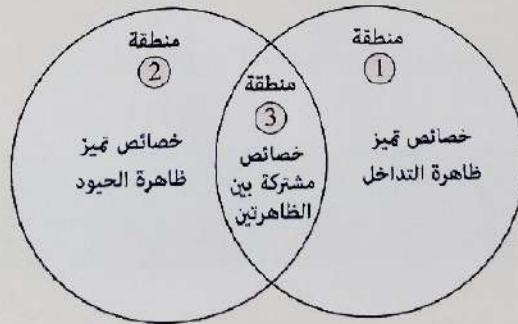 منطقة
1
خصائص تميز
ظاهرة التداخل
منطقة
3
خصائص
مشتركة بين
الظاهرتين
منطقة
2
خصائص تميز
ظاهرة الحيود